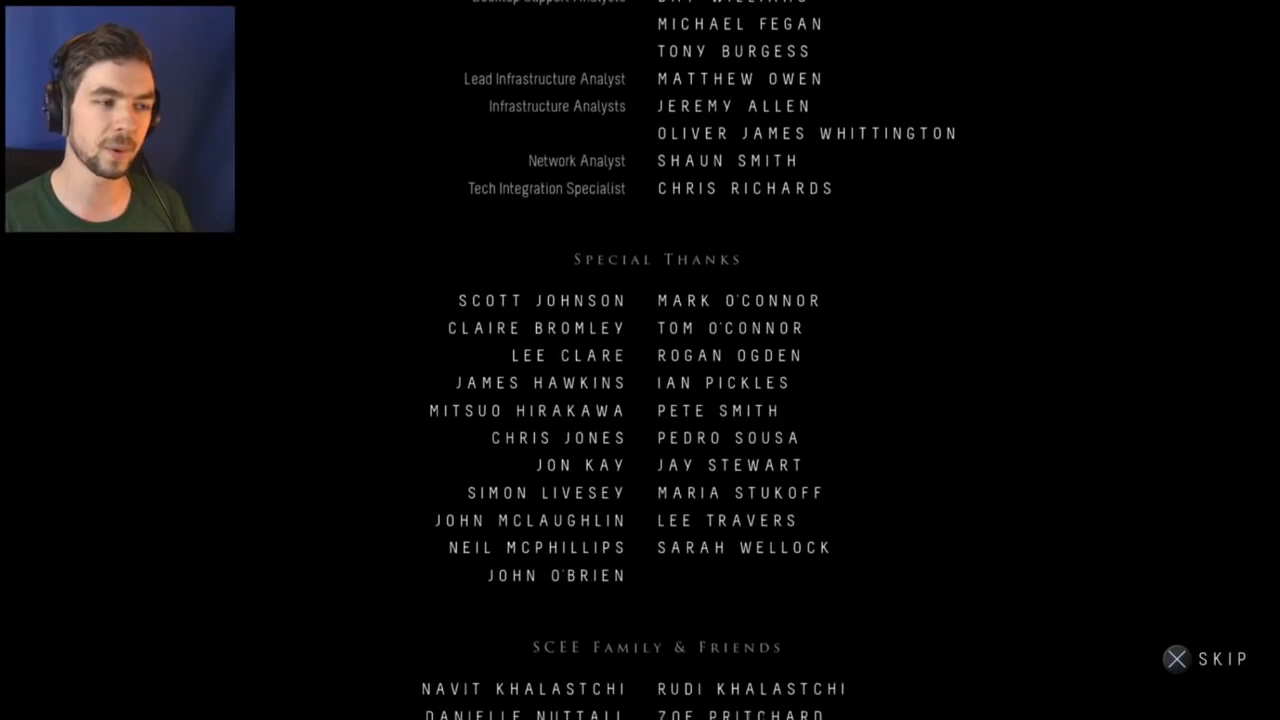 MICHAEL FEGAN
TONY BURGESS
Lead Infrastructure Analyst MATTHEW OWEN
Infrastructure Analysts JEREMY ALLEN
OLIVER JAMES WHITTINGTON
Network Analyst SHAUN SMITH
Tech Integration Specialist CHRIS RICHARDS
SPECIAL THANKS
SCOTT JOHNSON MARK O'CONNOR
CLAIRE BROMLEY TOM O'CONNOR
LEE CLARE ROGAN OGDEN
JAMES HAWKINS IAN PICKLES
MITSUO HIRAKAWA PETE SMITH
CHRIS JONES PEDRO SOUSA
JON KAY JAY STEWART
SIMON LIVESEY MARIA STUKOFF
JOHN MCLAUGHLIN LEE TRAVERS
NEIL MCPHILLIPS SARAH WELLOCK
JOHN O'BRIEN
SCEE FAMILY & FRIENDS
SKIP
NAVIT KHALASTCHI RUDI KHALASTCHI
DANIELLE NUTTALL ZOE PRITCHARD